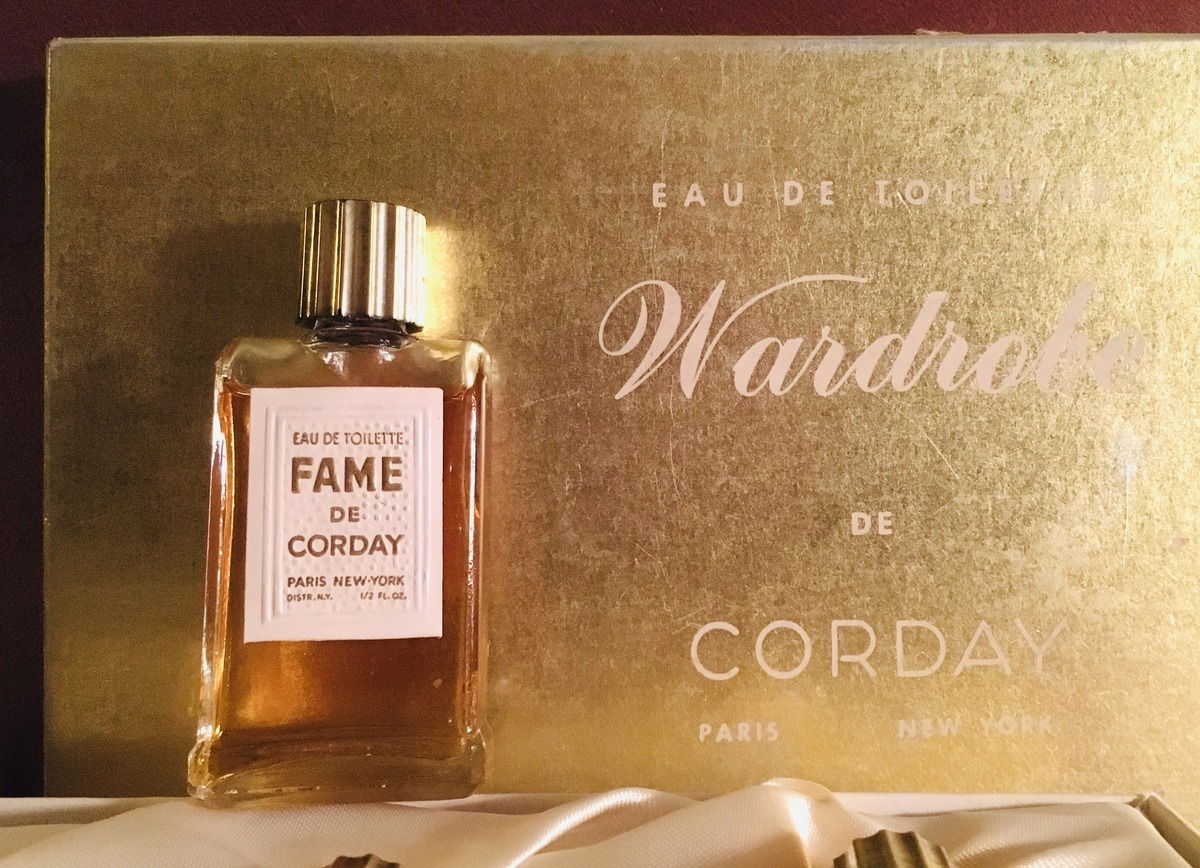 EAU DE TOILETTE
FAME
DE
CORDAY
PARIS NEW-YORK
DISTR. N.Y. 1/2 FL. OZ.
EAU DE TOILETTE
Wardrobe
DE
CORDAY
PARIS NEW YORK